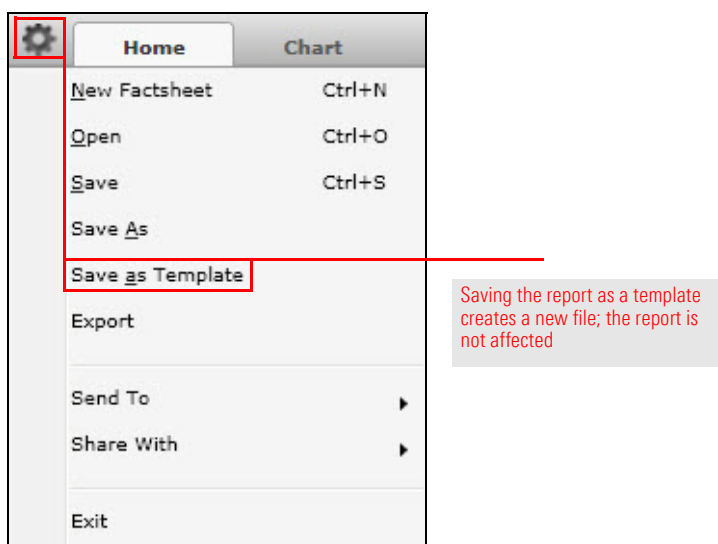 Home Chart
New Factsheet Ctrl+N
Open Ctrl+O
Save Ctrl+S
Save As
Save as Template
Export
Send To
Share With
Exit
Saving the report as a template
creates a new file; the report is
not affected